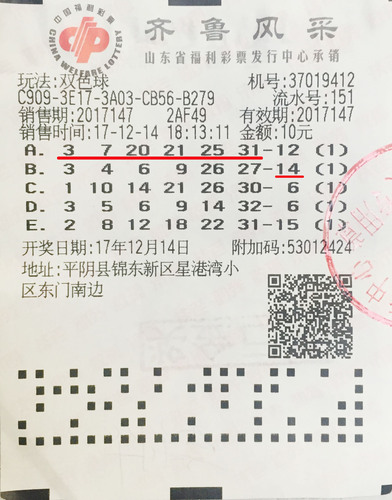 中国福利彩票
CHINA WELFARE LOTTERY
齐鲁风采
山东省福利彩票发行中心承销
玩法:双色球 机号:37019412
C909-3E17-3A03-CB56-B279 流水号:151
销售期:2017147 2AF49 有效期:2017147
销售时间:17-12-14 18:13:11 金额:10元
A. 3 7 20 21 25 31-12 (1)
B. 3 4 6 9 26 27-14 (1)
C. 1 10 14 21 26 30- 6 (1)
D. 3 5 6 9 14 32- 6 (1)
E. 2 8 12 18 22 31-15 (1)
开奖日期:17年12月14日 附加码:53012424
地址:平阴县锦东新区星港湾小
区东门南边